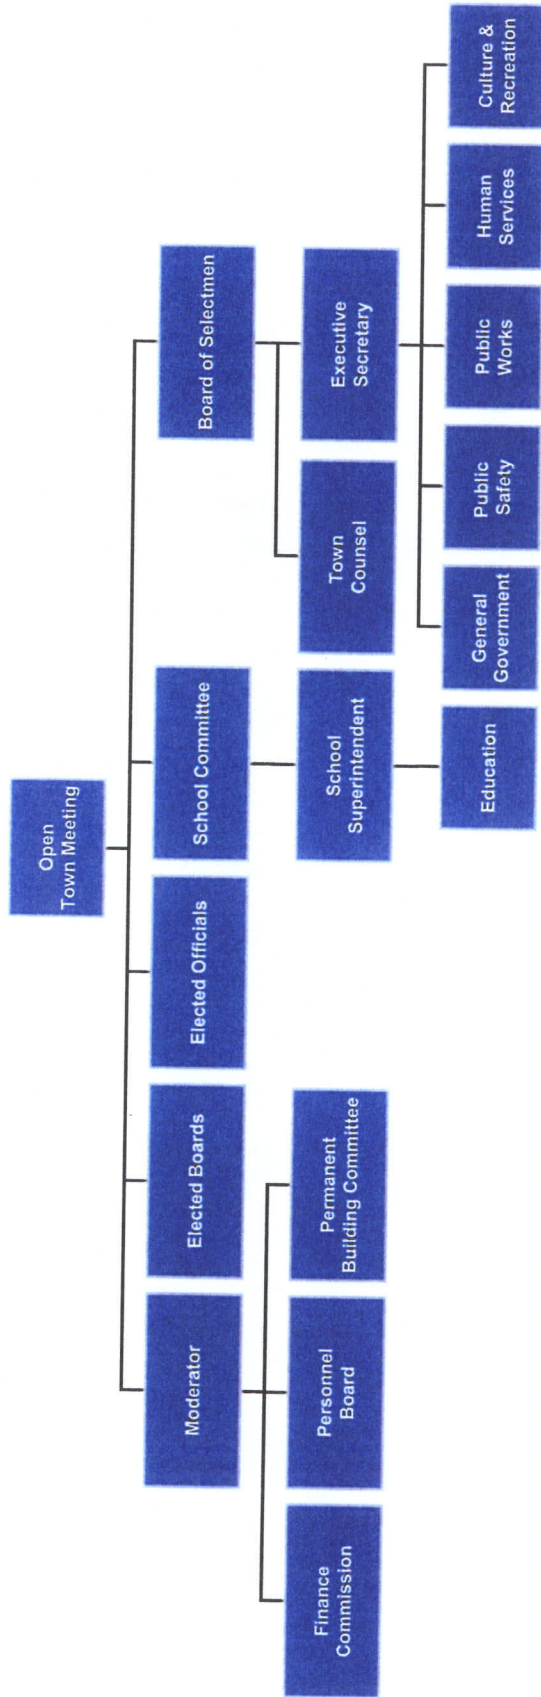 Open
Town Meeting
Moderator
Elected Boards
Elected Officials
School Committee
Board of Selectmen
Finance
Commission
Personnel
Board
Permanent
Building Committee
School
Superintendent
Town
Counsel
Executive
Secretary
Education
General
Government
Public
Safety
Public
Works
Human
Services
Culture &
Recreation